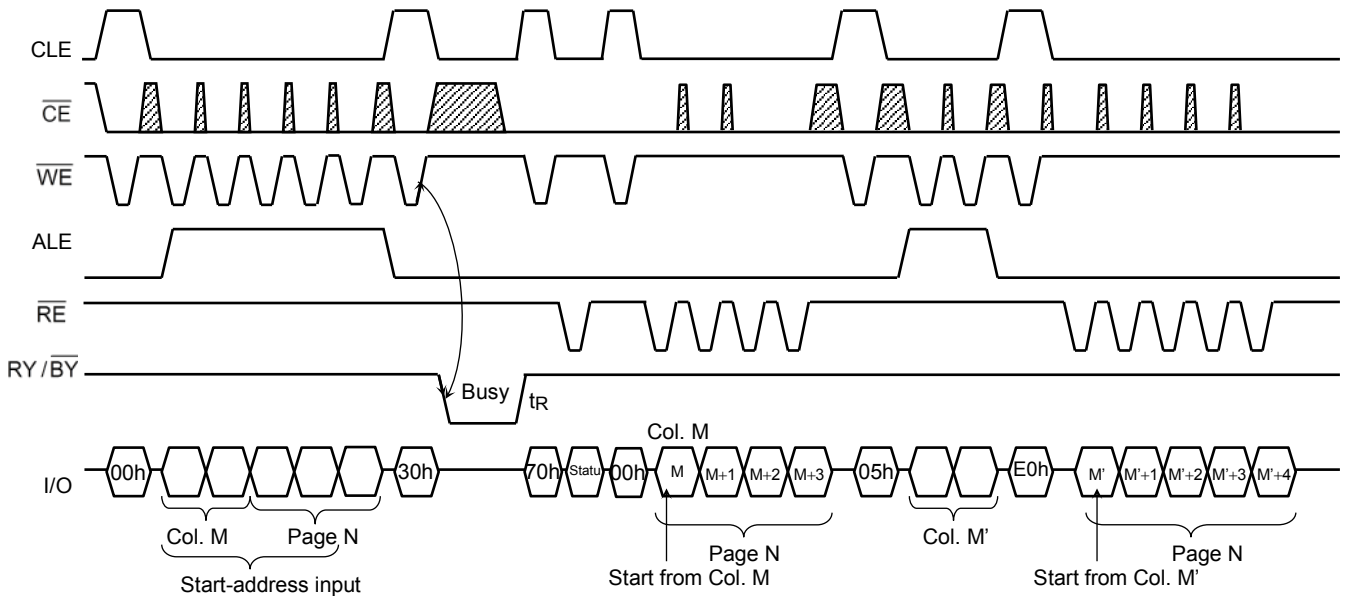 CLE
CE
WE
ALE
RE
RY / BY
Busy
tR
Col. M
I/O
00h
30h
70h
Statu
00h
M
M+1
M+2
M+3
05h
E0h
M'
M'+1
M'+2
M'+3
M'+4
Col. M
Page N
Col. M'
Page N
Page N
Start-address input
Start from Col. M
Start from Col. M'